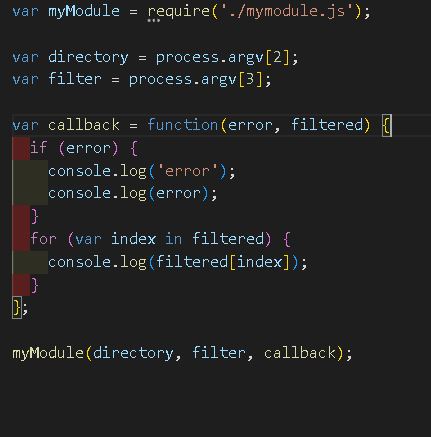 var myModule = require('./mymodule.js');
var directory = process.argv[2];
var filter = process.argv[3];
var callback = function(error, filtered) {
if (error) {
console.log('error');
console.log(error);
}
for (var index in filtered) {
console.log(filtered[index]);
}
};
myModule(directory, filter, callback);